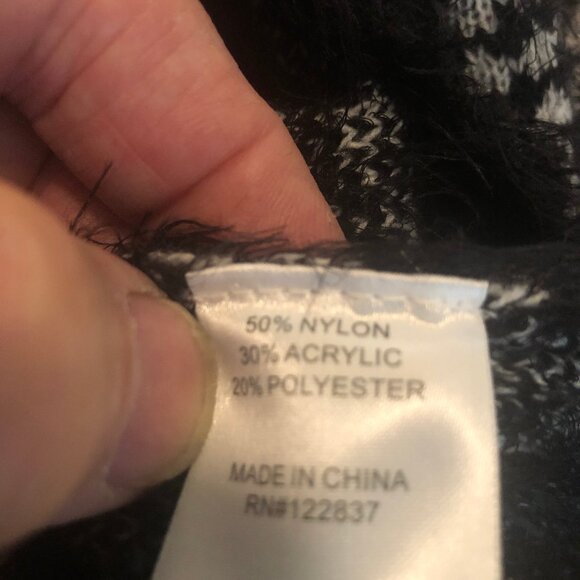 50% NYLON
30% ACRYLIC
20% POLYESTER
MADE IN CHINA
RN#122837